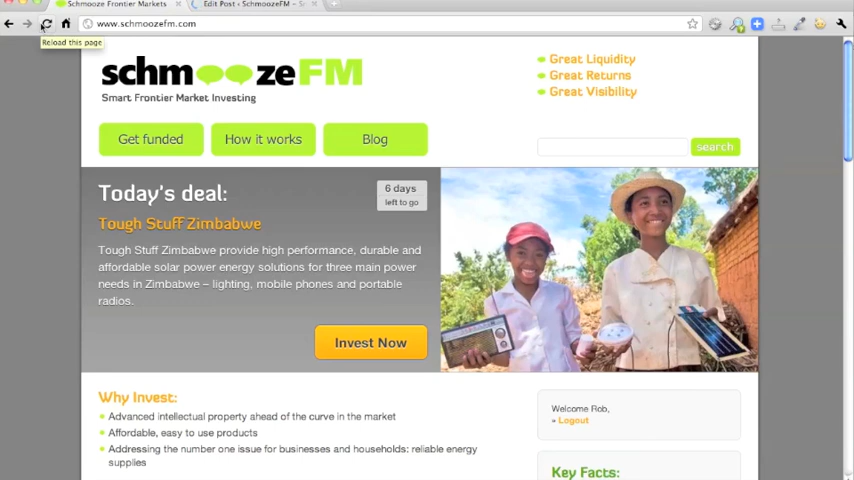 Schmooze Frontier Markets
Edit Post ‹ SchmoozeFM –
www.schmoozefm.com
Reload this page
schmoozeFM
Smart Frontier Market Investing
Great Liquidity
Great Returns
Great Visibility
Get funded
How it works
Blog
search
Today's deal:
6 days
left to go
Tough Stuff Zimbabwe
Tough Stuff Zimbabwe provide high performance, durable and
affordable solar power energy solutions for three main power
needs in Zimbabwe – lighting, mobile phones and portable
radios.
Invest Now
Why Invest:
Advanced intellectual property ahead of the curve in the market
Affordable, easy to use products
Addressing the number one issue for businesses and households: reliable energy
supplies
Welcome Rob,
» Logout
Key Facts: